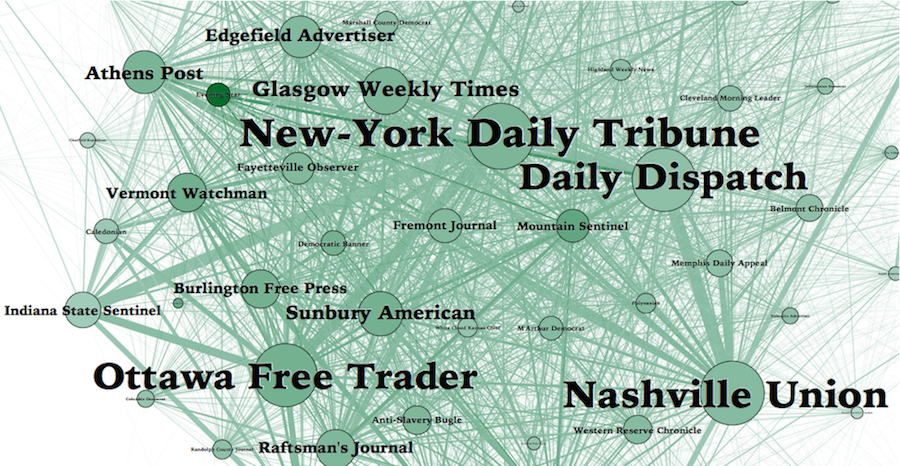 Marshall County Democrat
Edgefield Advertiser
Athens Post
Highland Weekly News
Glasgow Weekly Times
Evening Star
Cleveland Morning Leader
New-York Daily Tribune
Fayetteville Observer
Daily Dispatch
Vermont Watchman
Belmont Chronicle
Fremont Journal
Mountain Sentinel
Caledonian
Democratic Banner
Memphis Daily Appeal
Burlington Free Press
Polynesian
Indiana State Sentinel
Sunbury American
White Cloud Kansas Chief
M'Arthur Democrat
Ottawa Free Trader
Nashville Union
Anti-Slavery Bugle
Western Reserve Chronicle
Randolph County Journal
Raftsman's Journal